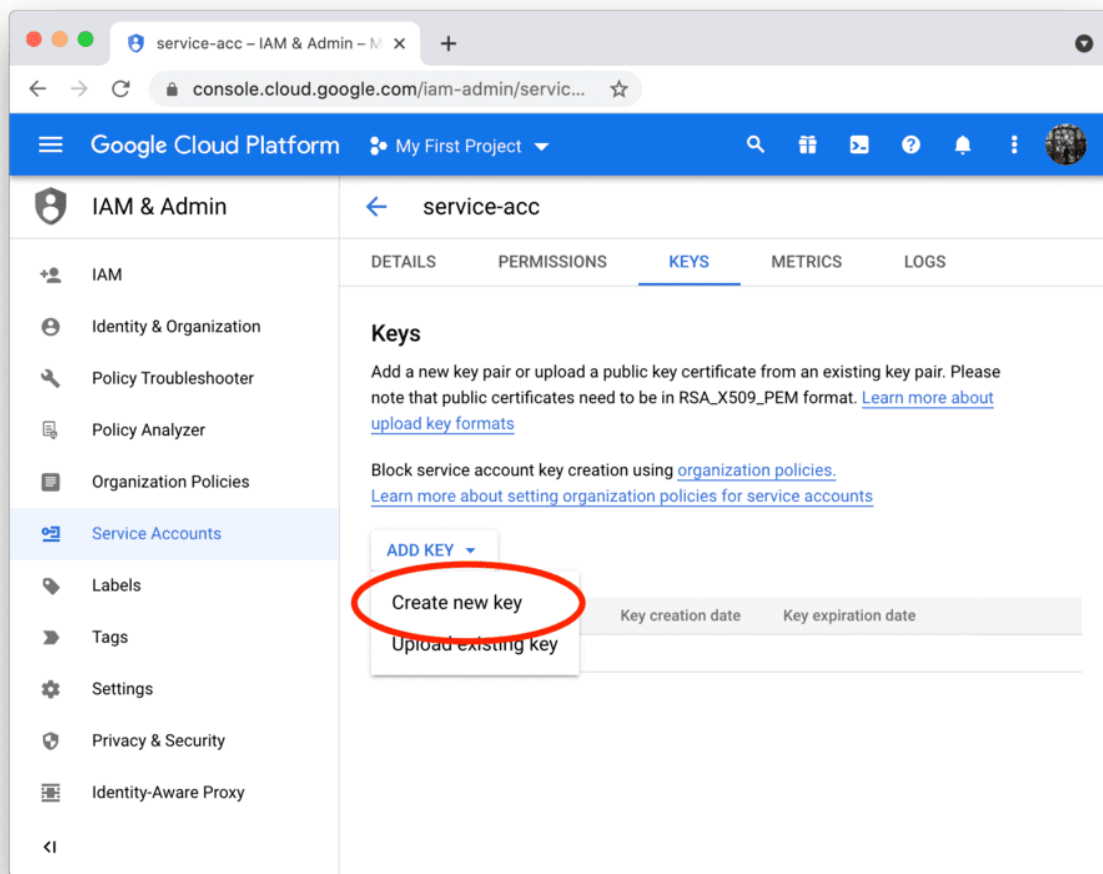 service-acc – IAM & Admin – M
console.cloud.google.com/iam-admin/servic...
Google Cloud Platform
My First Project
IAM & Admin
service-acc
IAM
Identity & Organization
Policy Troubleshooter
Policy Analyzer
Organization Policies
Service Accounts
Labels
Tags
Settings
Privacy & Security
Identity-Aware Proxy
DETAILS PERMISSIONS KEYS METRICS LOGS
Keys
Add a new key pair or upload a public key certificate from an existing key pair. Please
note that public certificates need to be in RSA_X509_PEM format. Learn more about
upload key formats
Block service account key creation using organization policies.
Learn more about setting organization policies for service accounts
ADD KEY
Create new key
Upload existing key
Key creation date Key expiration date